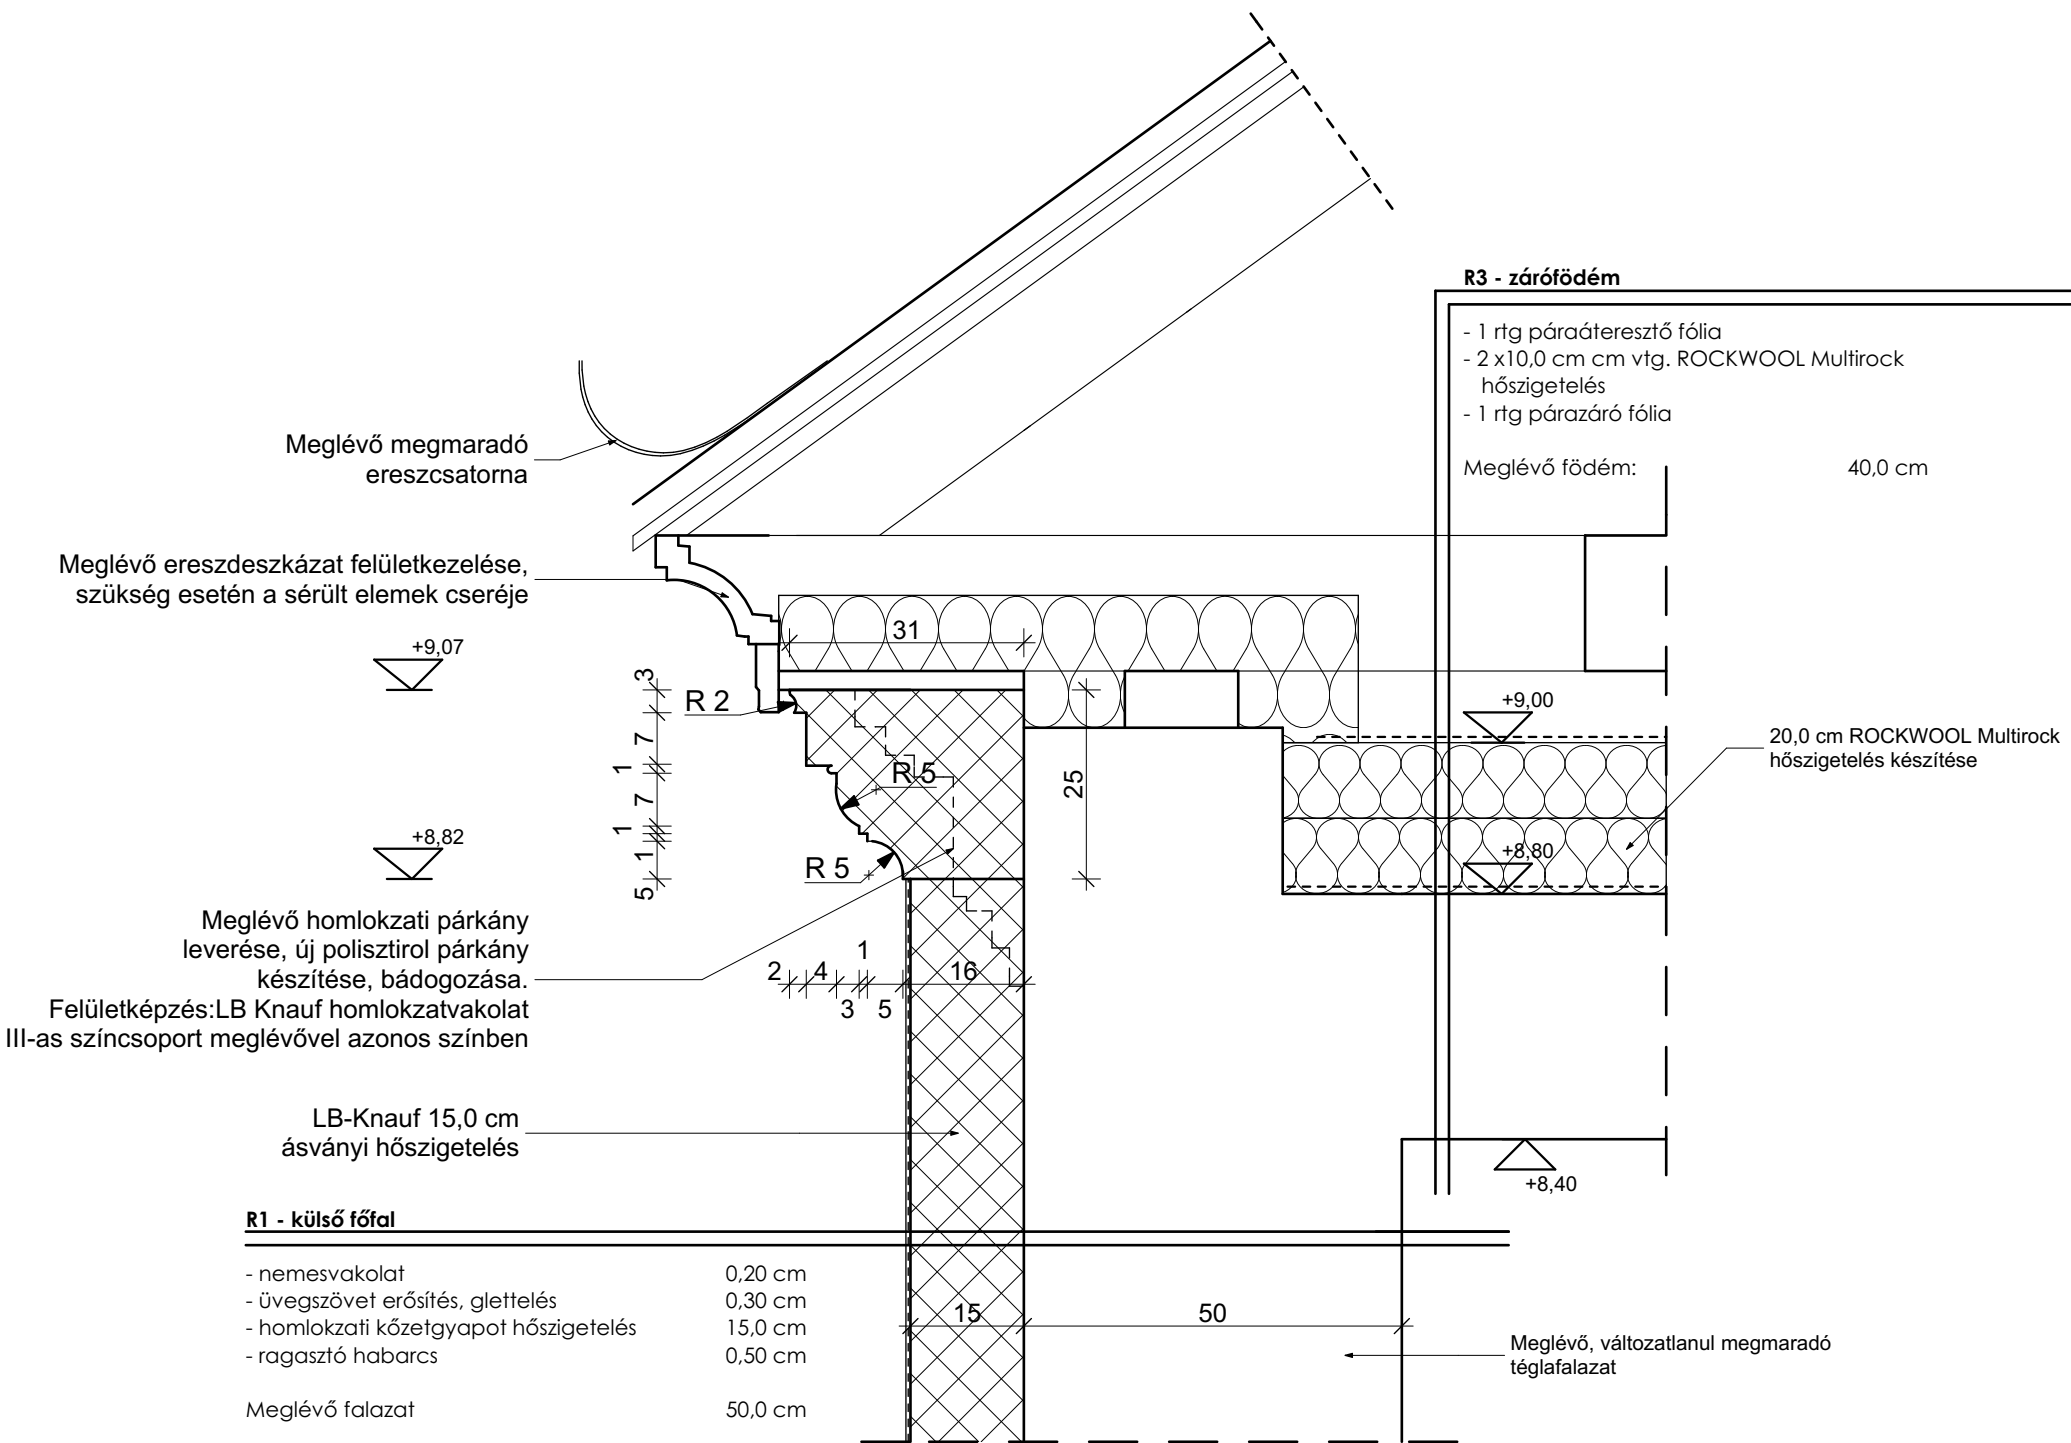 R3 - zárófödém
- 1 rtg páraáteresztő fólia
- 2 x10,0 cm cm vtg. ROCKWOOL Multirock
hőszigetelés
- 1 rtg párazáró fólia
Meglévő födém: 40,0 cm
Meglévő megmaradó
ereszcsatorna
Meglévő ereszdeszkázat felületkezelése,
szükség esetén a sérült elemek cseréje
31
+9,07
3
R 2
7
1
R 5
7
1
+8,82
1
R 5
5
25
+9,00
20,0 cm ROCKWOOL Multirock
hőszigetelés készítése
+8,80
Meglévő homlokzati párkány
leverése, új polisztirol párkány
készítése, bádogozása.
Felületképzés:LB Knauf homlokzatvakolat
III-as színcsoport meglévővel azonos színben
2 4 1 16
3 5
LB-Knauf 15,0 cm
ásványi hőszigetelés
+8,40
R1 - külső főfal
- nemesvakolat 0,20 cm
- üvegszövet erősítés, glettelés 0,30 cm
- homlokzati kőzetgyapot hőszigetelés 15,0 cm
- ragasztó habarcs 0,50 cm
Meglévő falazat 50,0 cm
15 50
Meglévő, változatlanul megmaradó
téglafalazat